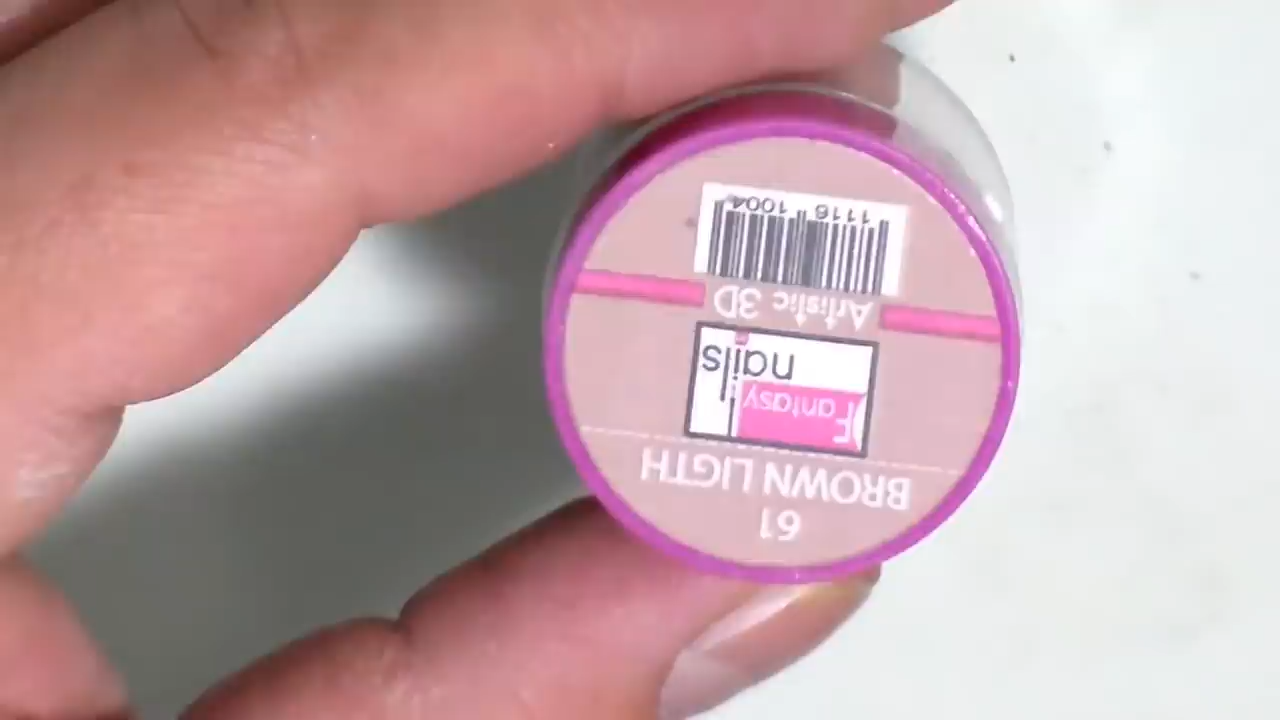 61
BROWN LIGTH
Fantasy
nails
Artistic 3D
1116 1004